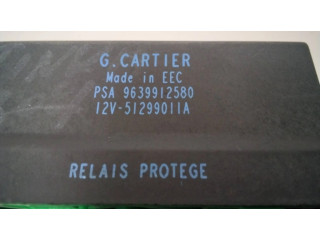 G.CARTIER
Made in EEC
PSA 9639912580
12V-51299011A
RELAIS PROTEGE